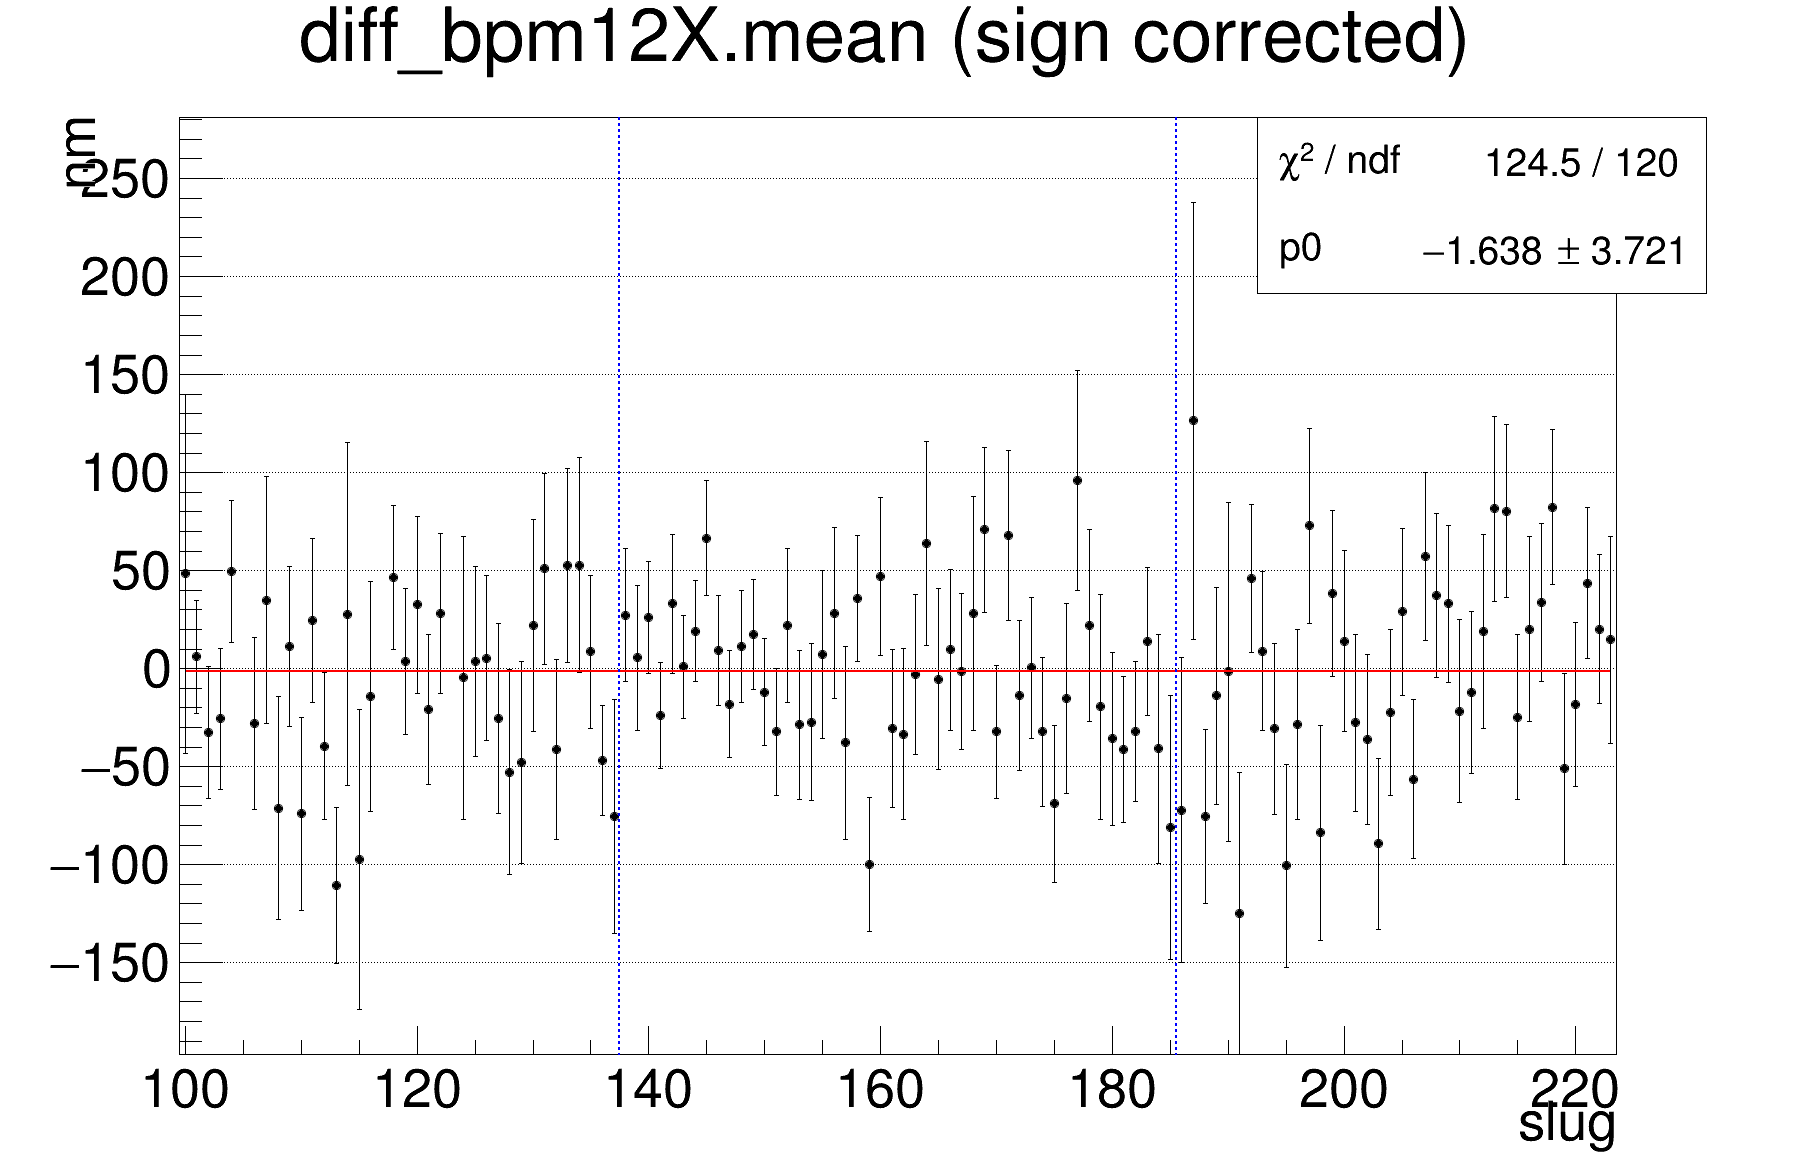 diff_bpm12X.mean (sign corrected)
nm
250
200
150
100
50
0
−50
−100
−150
χ² / ndf 124.5 / 120
p0 −1.638 ± 3.721
100 120 140 160 180 200 220
slug